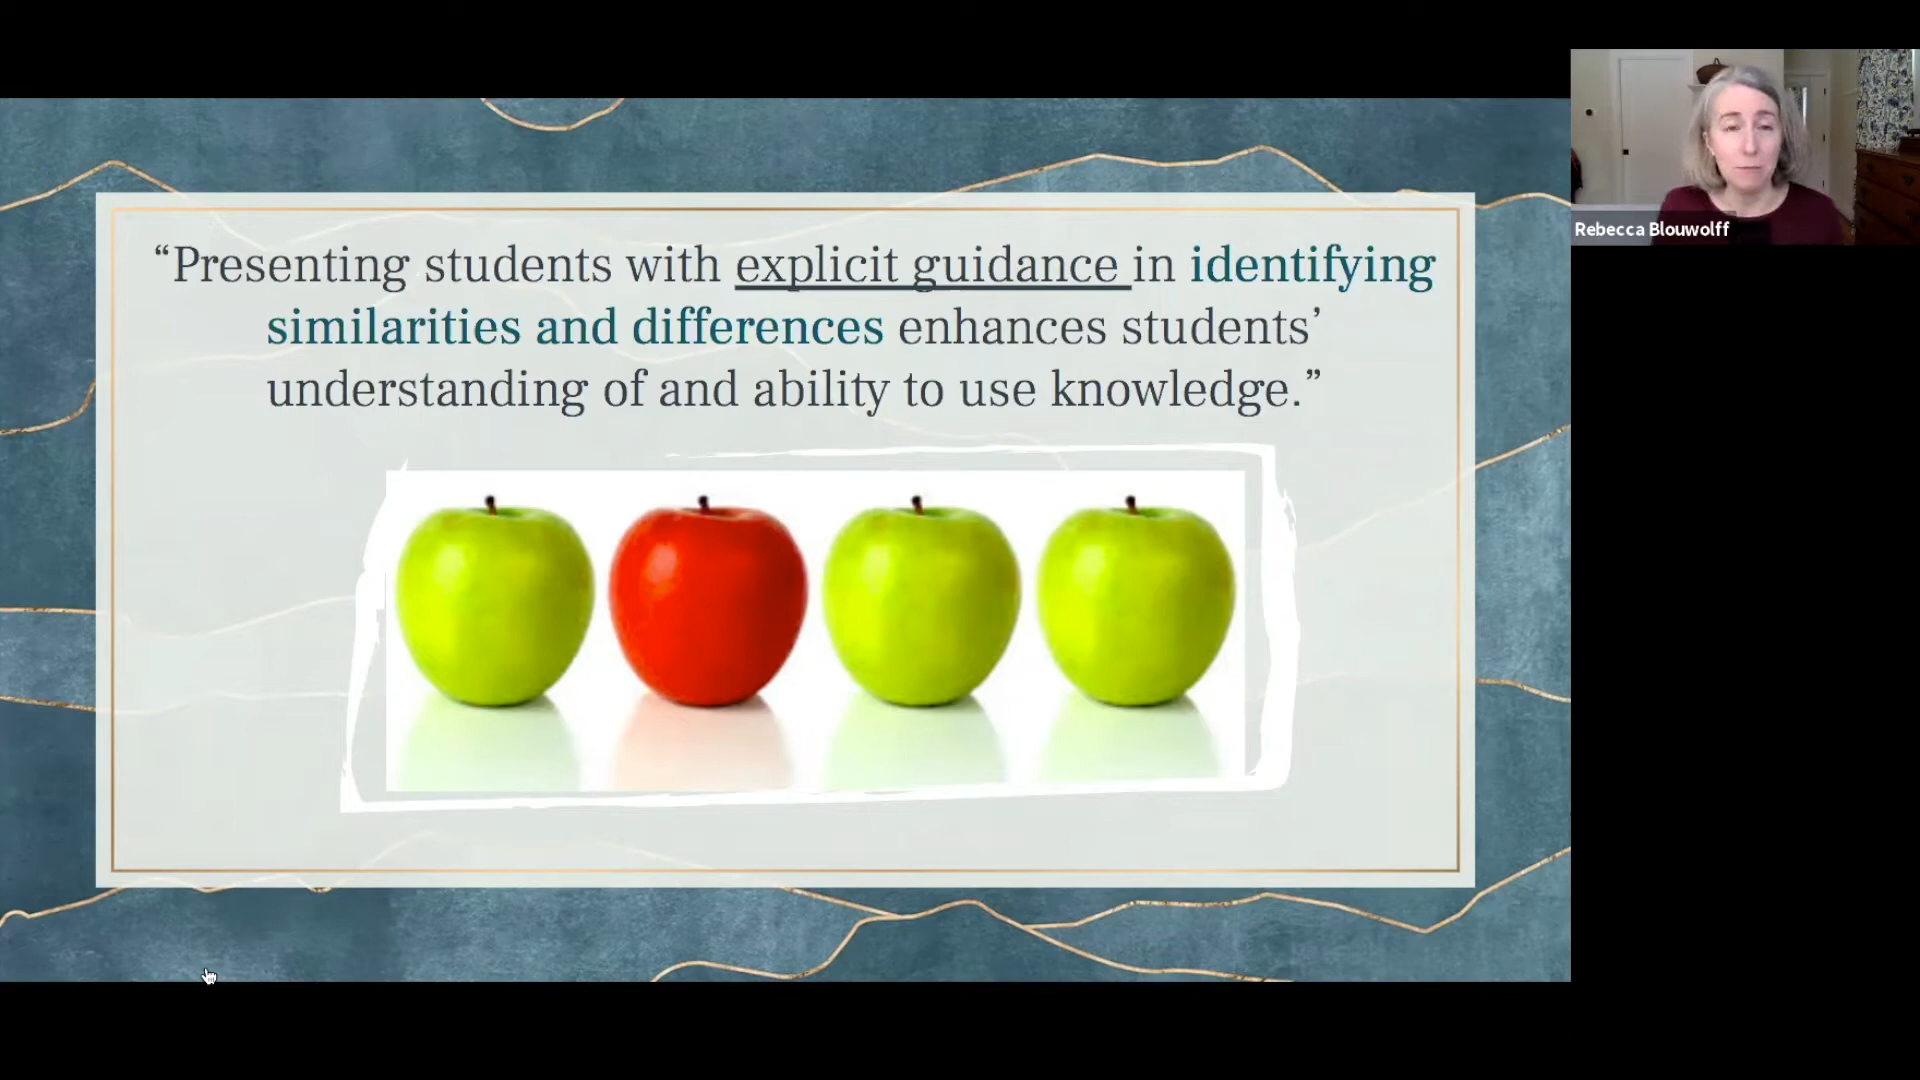 “Presenting students with explicit guidance in identifying
similarities and differences enhances students’
understanding of and ability to use knowledge.”
Rebecca Blouwolff